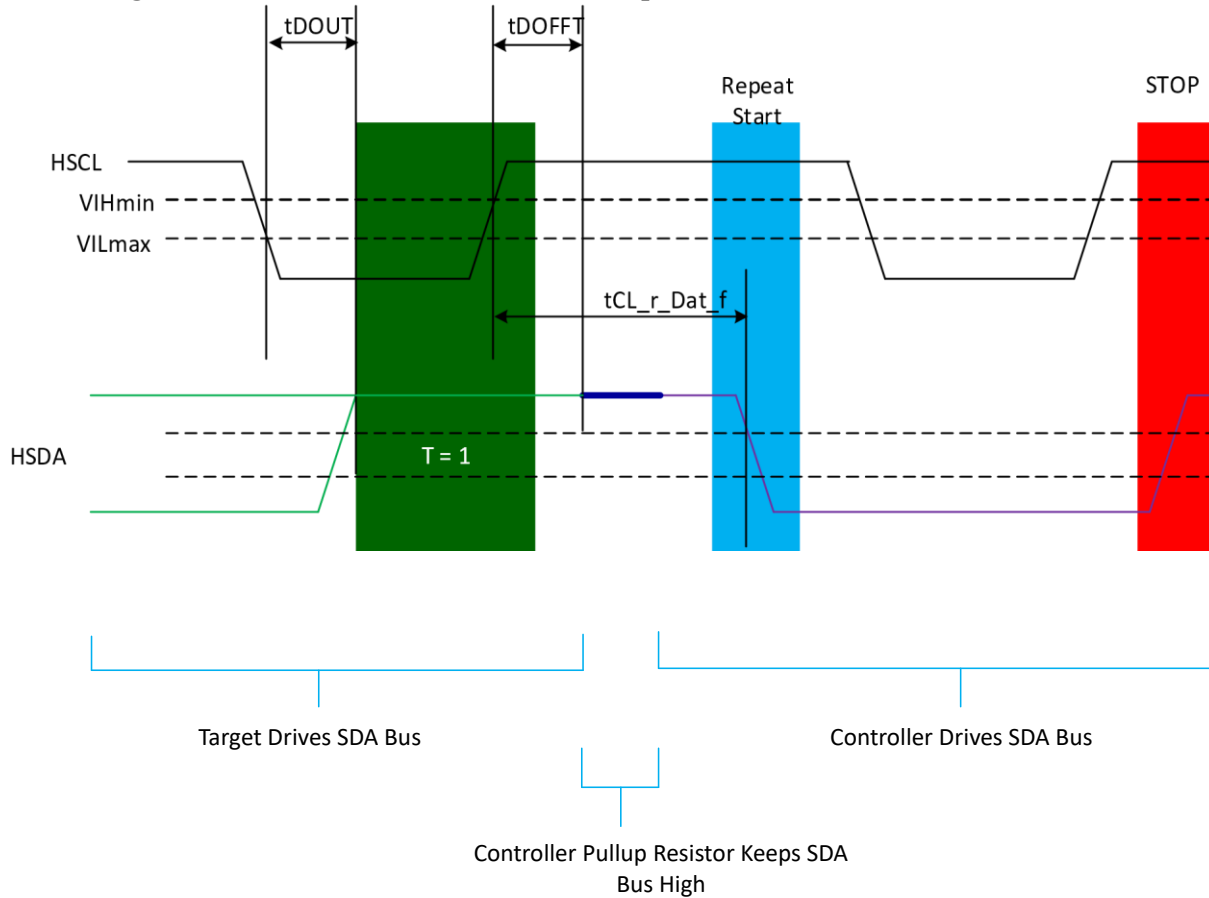 tDOUT
tDOFFT
Repeat
Start
STOP
HSCL
VIHmin
VILmax
tCL_r_Dat_f
HSDA
T = 1
Target Drives SDA Bus
Controller Drives SDA Bus
Controller Pullup Resistor Keeps SDA
Bus High